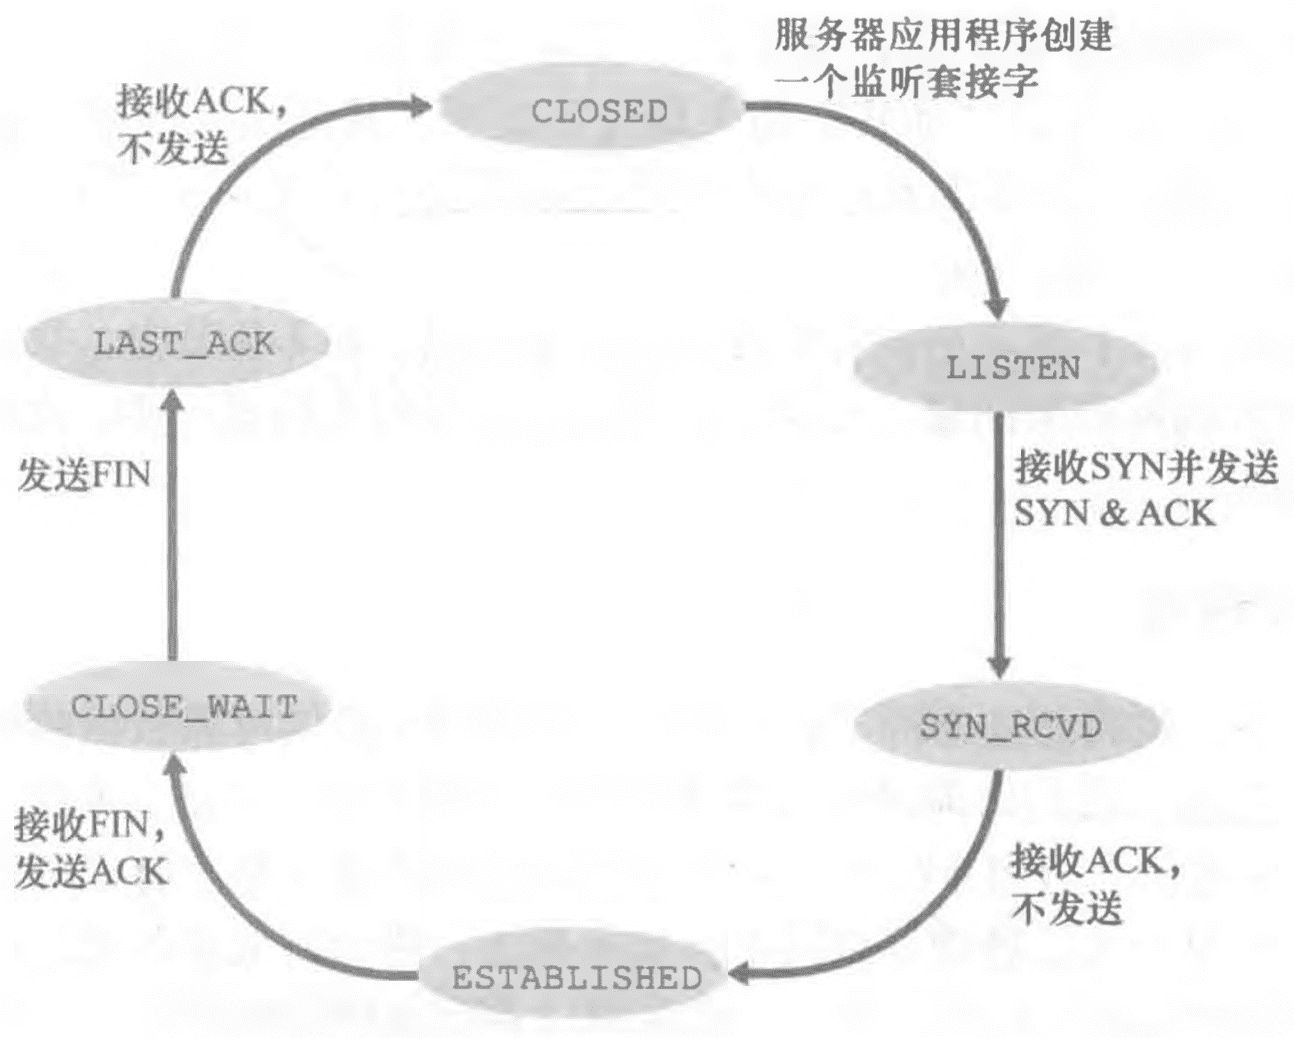 服务器应用程序创建
一个监听套接字
CLOSED
接收ACK，
不发送
LAST_ACK
LISTEN
发送FIN
接收SYN并发送
SYN & ACK
CLOSE_WAIT
SYN_RCVD
接收FIN，
发送ACK
接收ACK，
不发送
ESTABLISHED